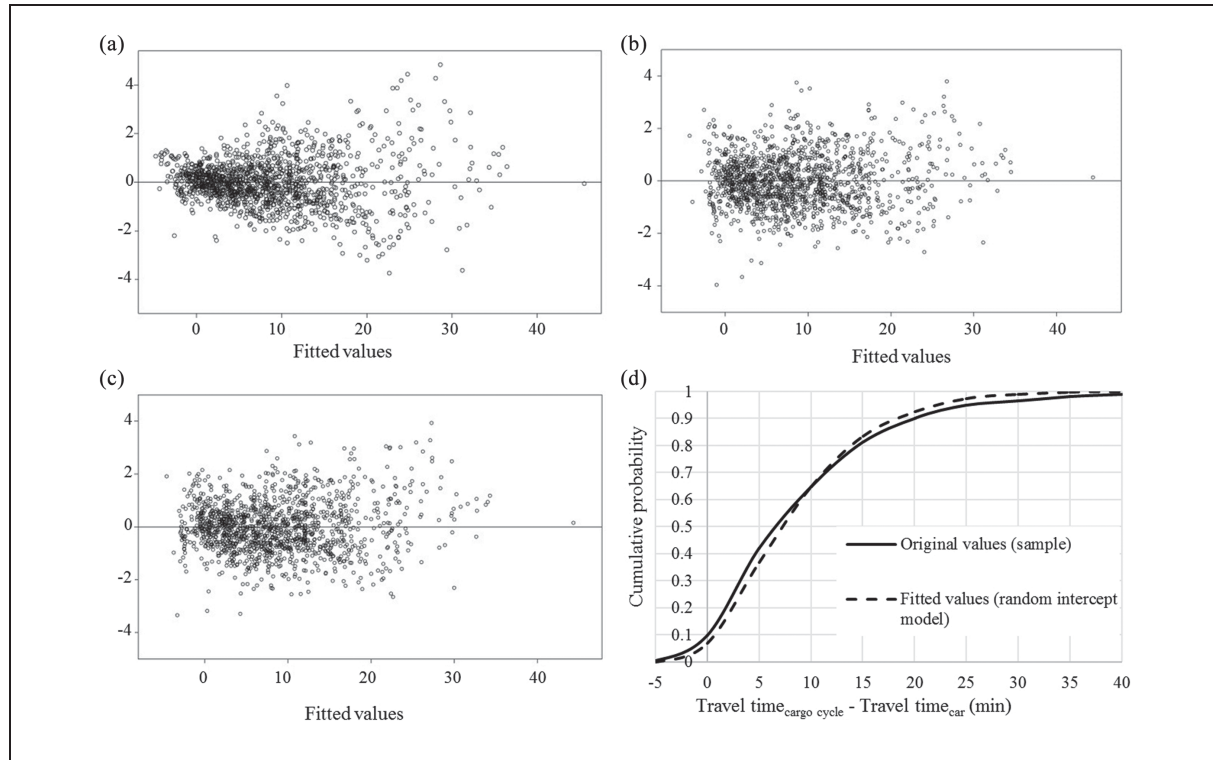 (a)
4
2
0
-2
-4
0 10 20 30 40
Fitted values
(b)
4
2
0
-2
-4
0 10 20 30 40
Fitted values
(c)
4
2
0
-2
-4
0 10 20 30 40
Fitted values
(d)
Cumulative probability
1
0.9
0.8
0.7
0.6
0.5
0.4
0.3
0.2
0.1
0
Original values (sample)
Fitted values (random intercept
model)
-5 0 5 10 15 20 25 30 35 40
Travel time cargo cycle - Travel time car (min)